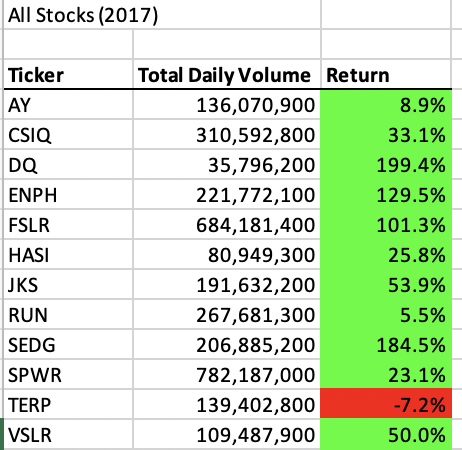 All Stocks (2017)
Ticker Total Daily Volume Return
AY 136,070,900 8.9%
CSIQ 310,592,800 33.1%
DQ 35,796,200 199.4%
ENPH 221,772,100 129.5%
FSLR 684,181,400 101.3%
HASI 80,949,300 25.8%
JKS 191,632,200 53.9%
RUN 267,681,300 5.5%
SEDG 206,885,200 184.5%
SPWR 782,187,000 23.1%
TERP 139,402,800 -7.2%
VSLR 109,487,900 50.0%